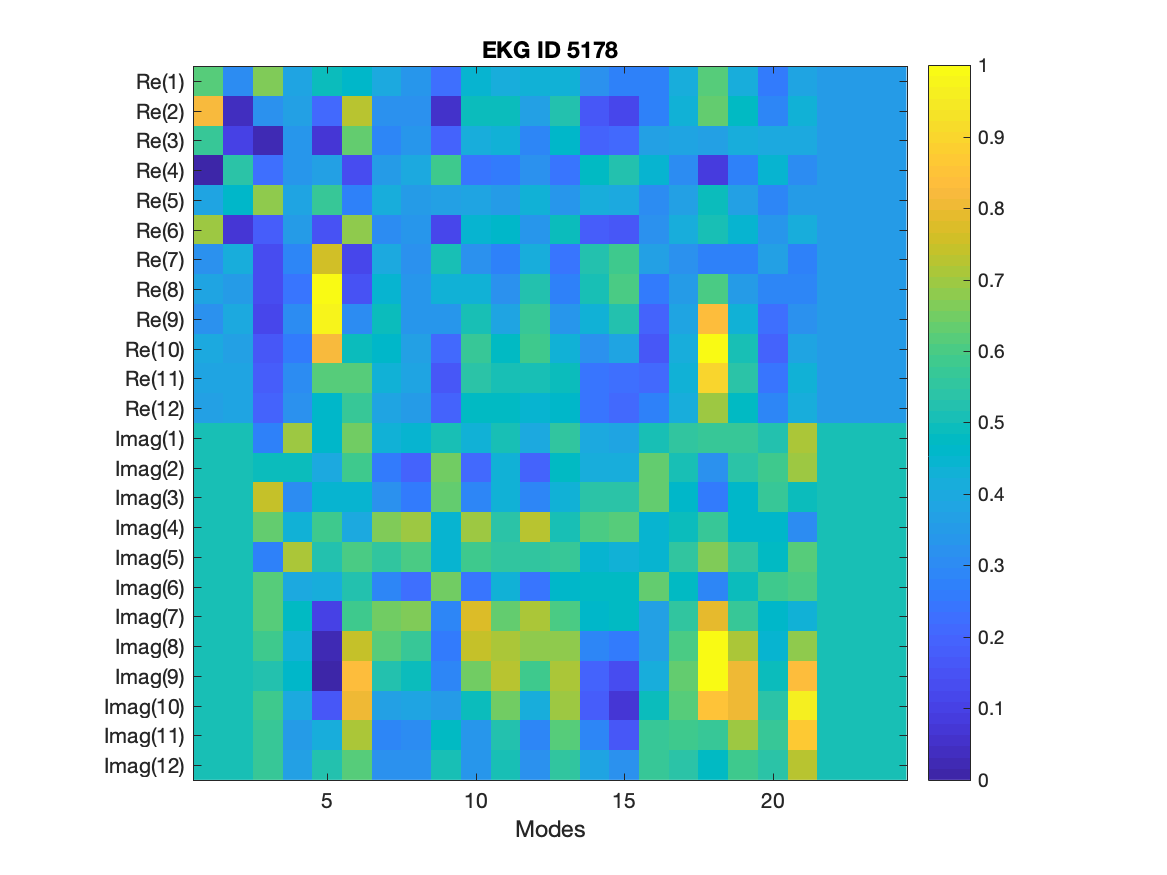 EKG ID 5178
Re(1)
Re(2)
Re(3)
Re(4)
Re(5)
Re(6)
Re(7)
Re(8)
Re(9)
Re(10)
Re(11)
Re(12)
Imag(1)
Imag(2)
Imag(3)
Imag(4)
Imag(5)
Imag(6)
Imag(7)
Imag(8)
Imag(9)
Imag(10)
Imag(11)
Imag(12)
5 10 15 20
Modes
1
0.9
0.8
0.7
0.6
0.5
0.4
0.3
0.2
0.1
0